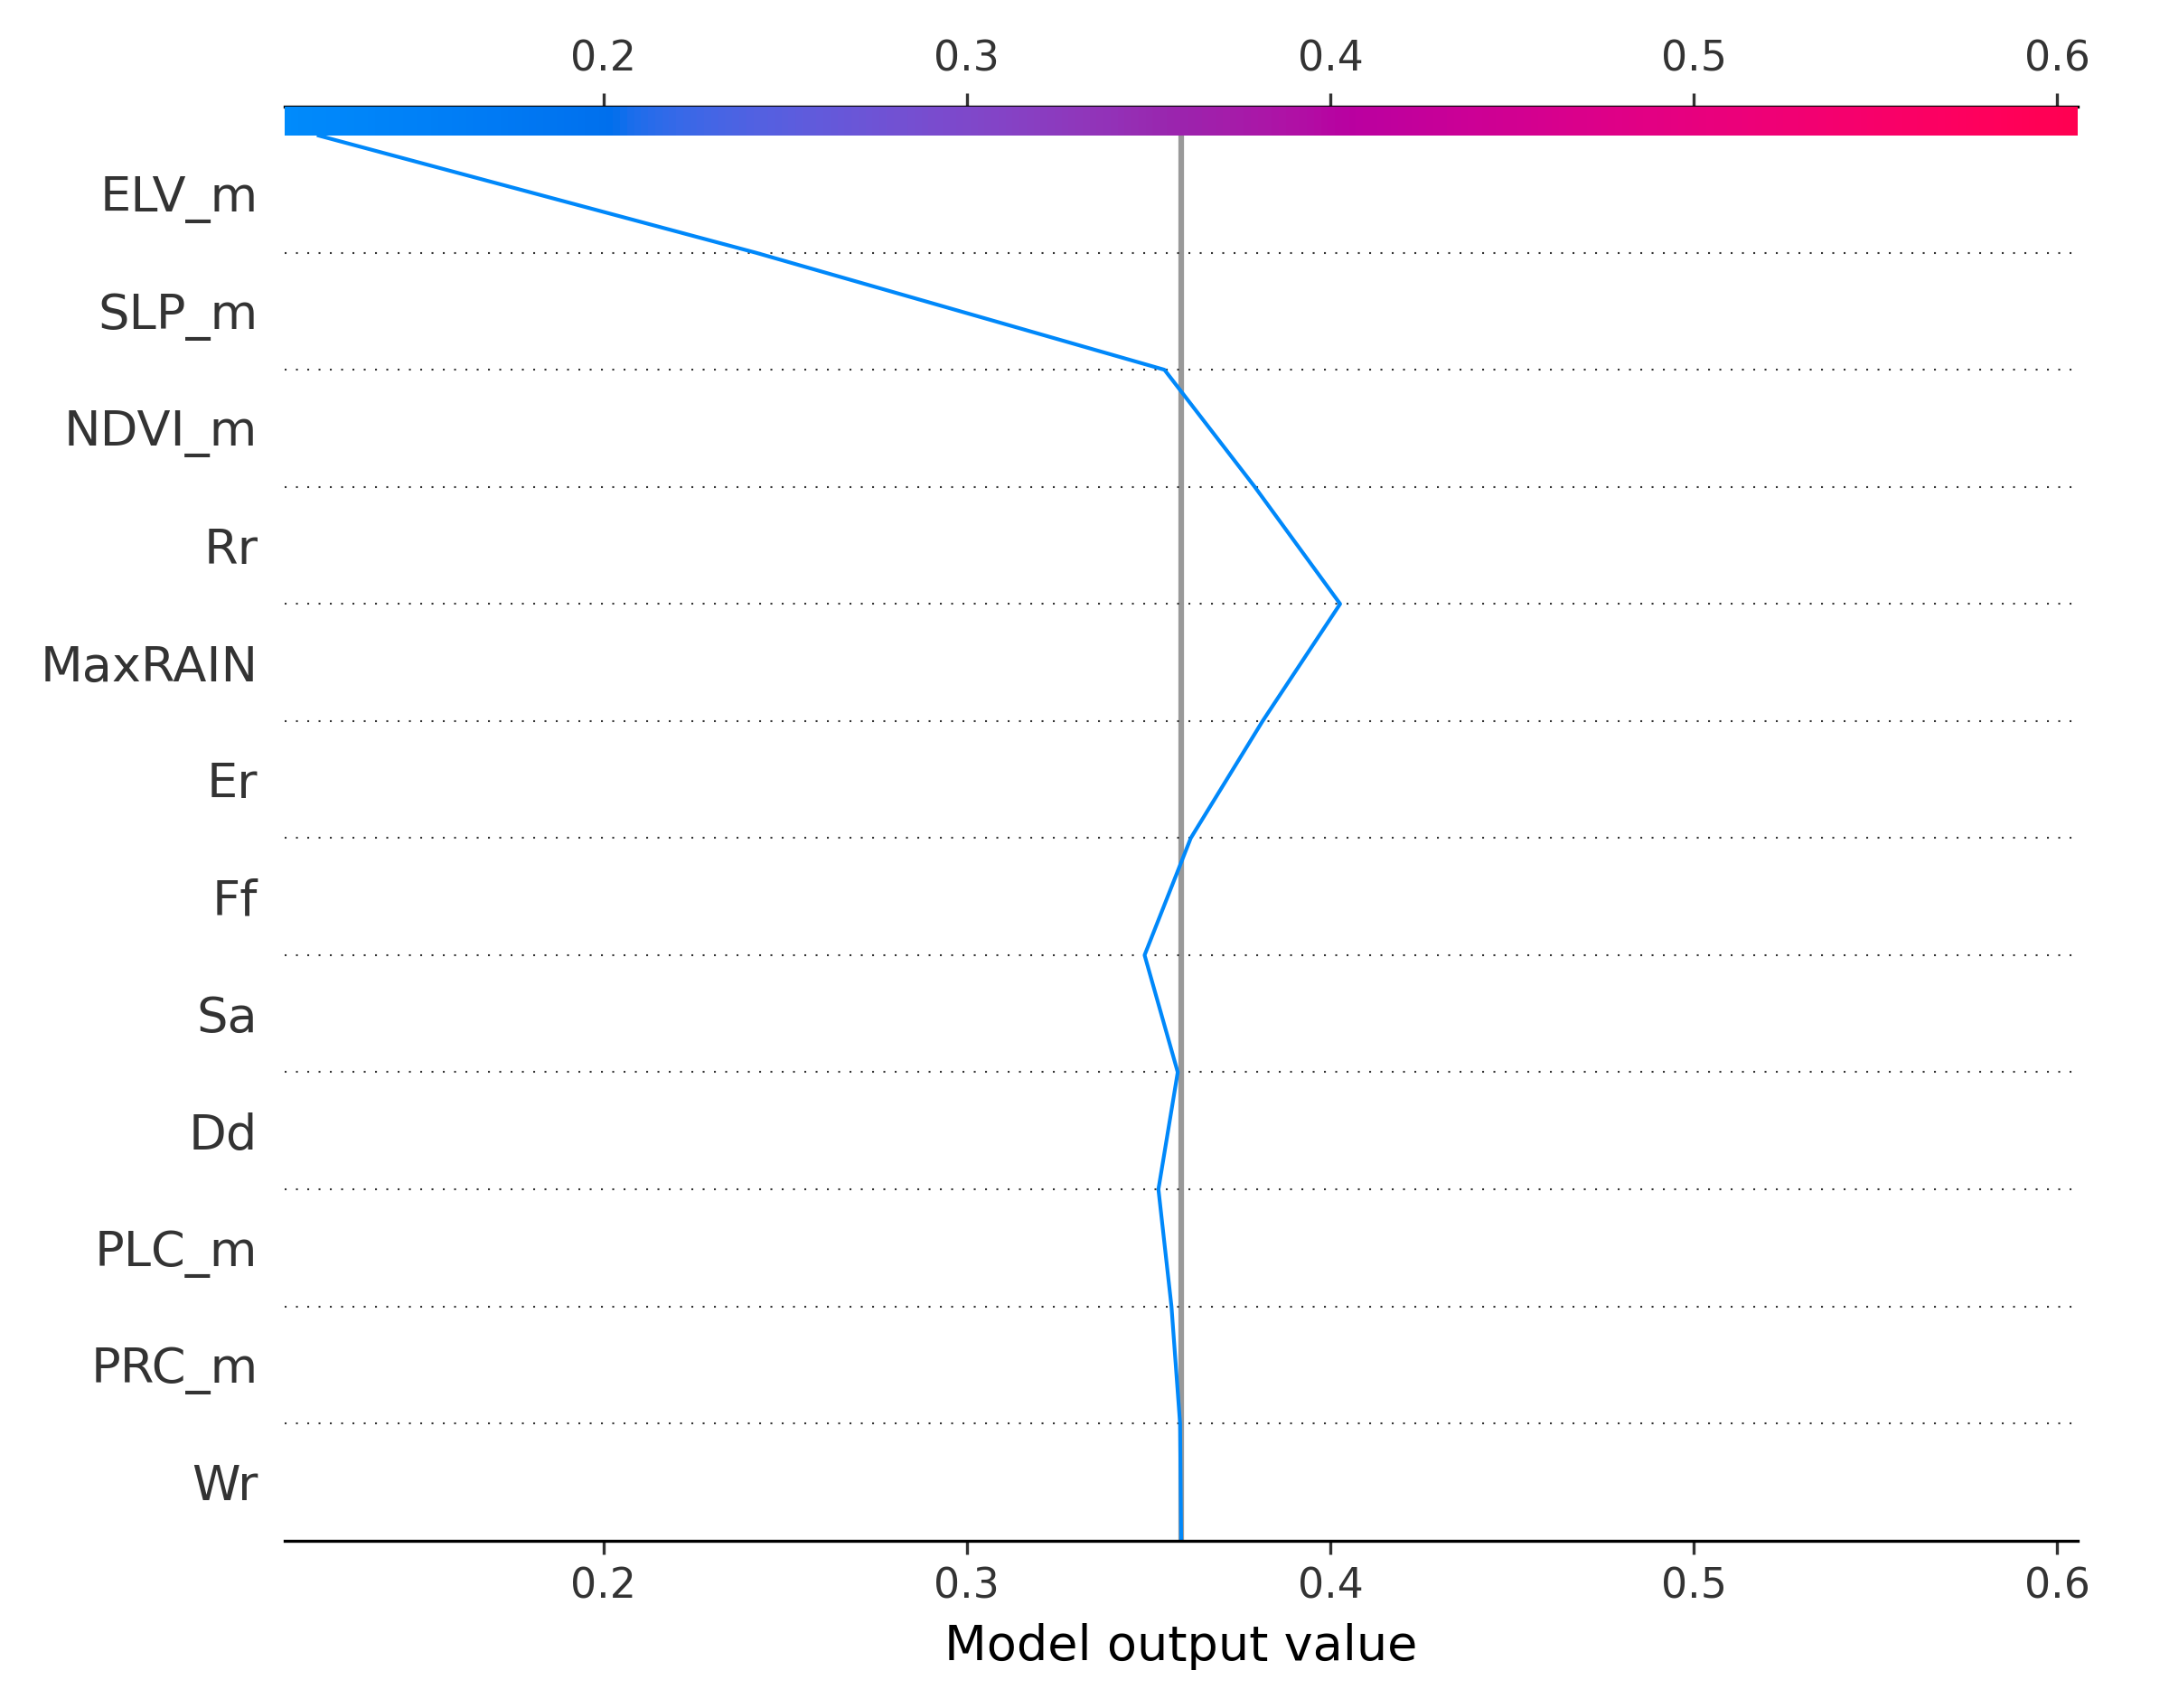 0.2 0.3 0.4 0.5 0.6
ELV_m
SLP_m
NDVI_m
Rr
MaxRAIN
Er
Ff
Sa
Dd
PLC_m
PRC_m
Wr
0.2 0.3 0.4 0.5 0.6
Model output value